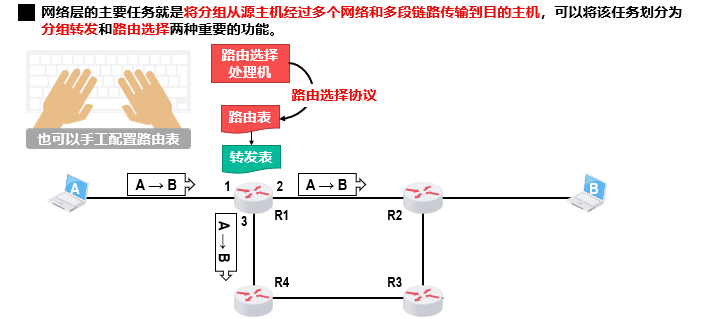 网络层的主要任务就是将分组从源主机经过多个网络和多段链路传输到目的主机，可以将该任务划分为
分组转发和路由选择两种重要的功能。
路由选择
处理机
路由选择协议
路由表
也可以手工配置路由表
转发表
A
A→B
1
2
A→B
B
R1
R2
3
A→B
R4
R3